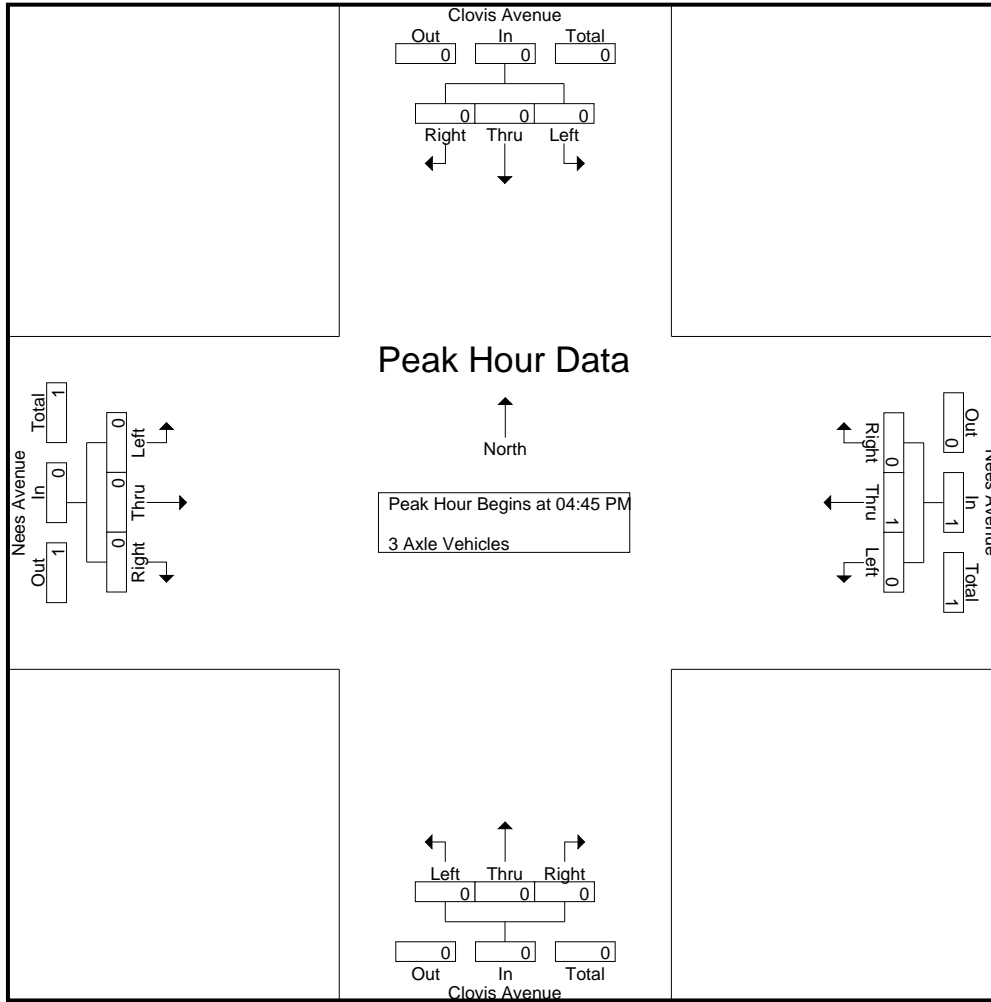 Clovis Avenue
Out In Total
0 0 0
0 0 0
Right Thru Left
Peak Hour Data
North
Peak Hour Begins at 04:45 PM
3 Axle Vehicles
Nees Avenue
Total In Out
1 0 1
0 0 0
Left Thru Right
Right Thru Left
0 1 0
Out In Total
0 1 1
Nees Avenue
Left Thru Right
0 0 0
0 0 0
Out In Total
Clovis Avenue